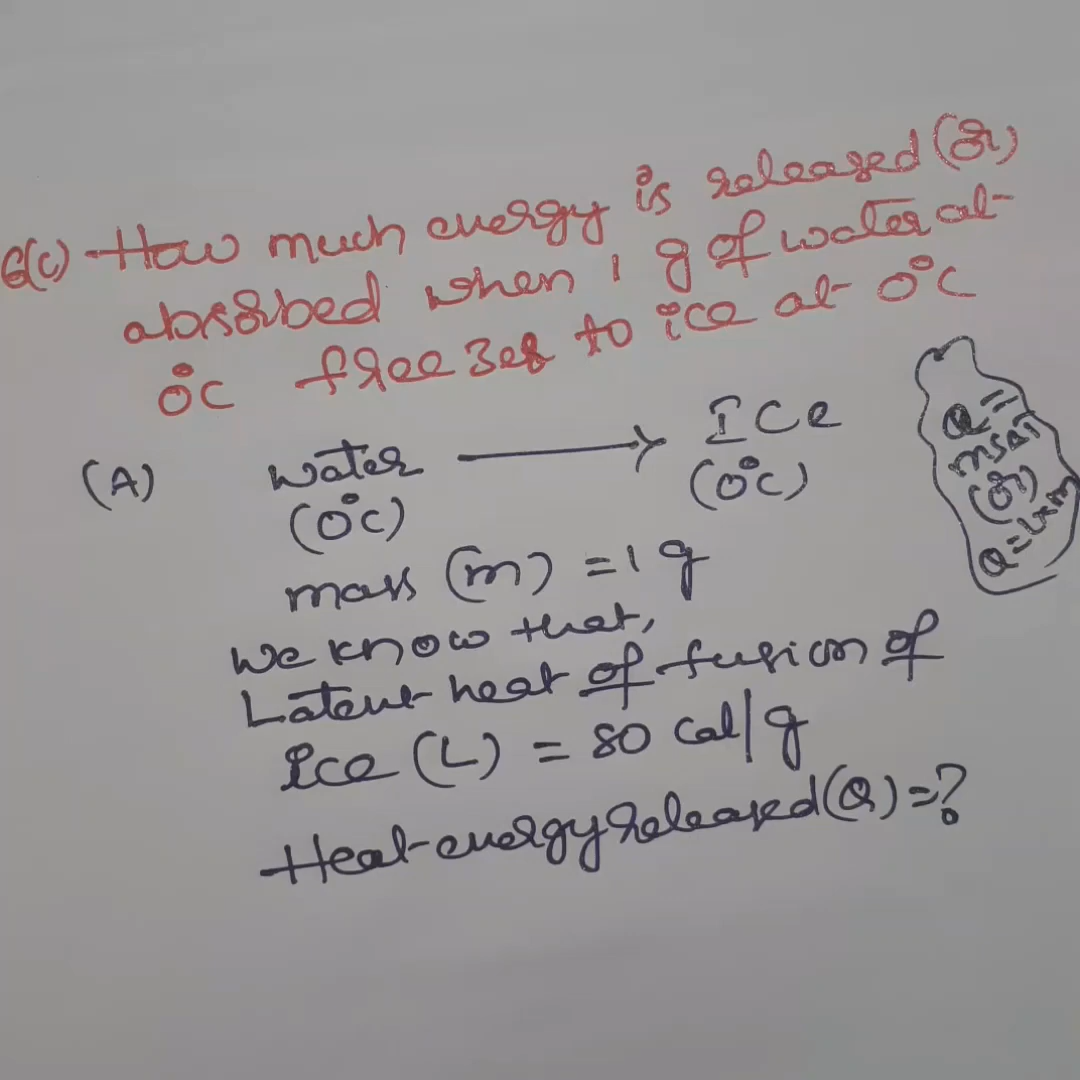 6(c) How much energy is released (or)
absorbed when 1 g of water at
0°C freezes to ice at 0°C
(A) water → ICe
(0°C) (0°C)
mass (m) = 1 g
We know that,
Latent heat of fusion of
Ice (L) = 80 cal/g
Heat energy released (Q) = ?
Q =
msΔT
(or)
Q = L×m